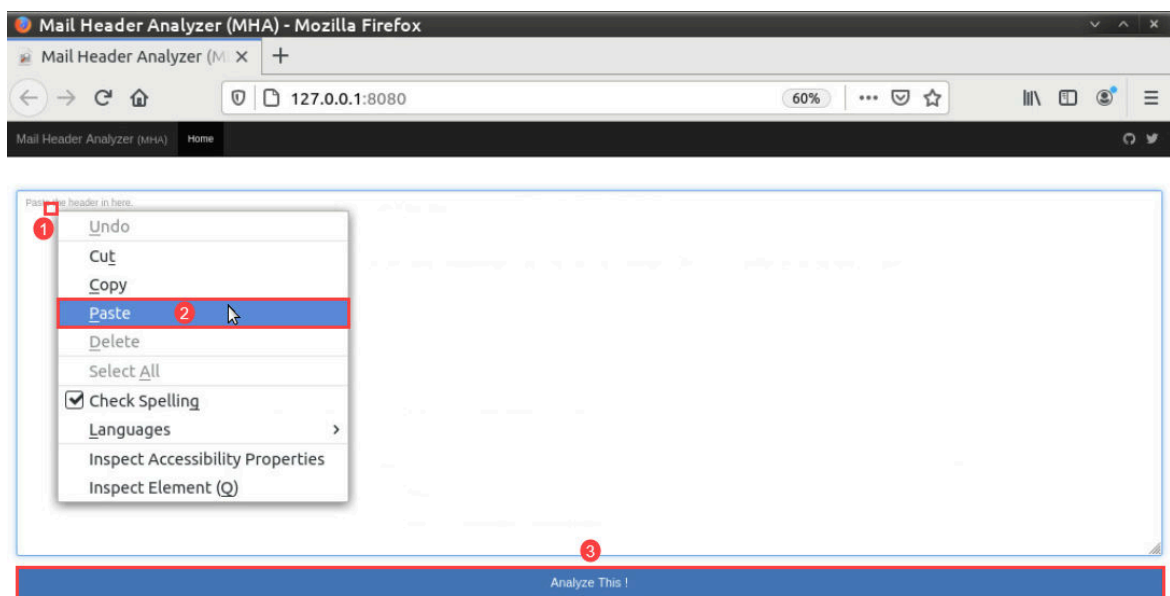 Mail Header Analyzer (MHA) - Mozilla Firefox
Mail Header Analyzer (M
127.0.0.1:8080 60%
Mail Header Analyzer (MHA) Home
Paste the header in here.
1
Undo
Cut
Copy
Paste 2
Delete
Select All
Check Spelling
Languages
Inspect Accessibility Properties
Inspect Element (Q)
3
Analyze This !